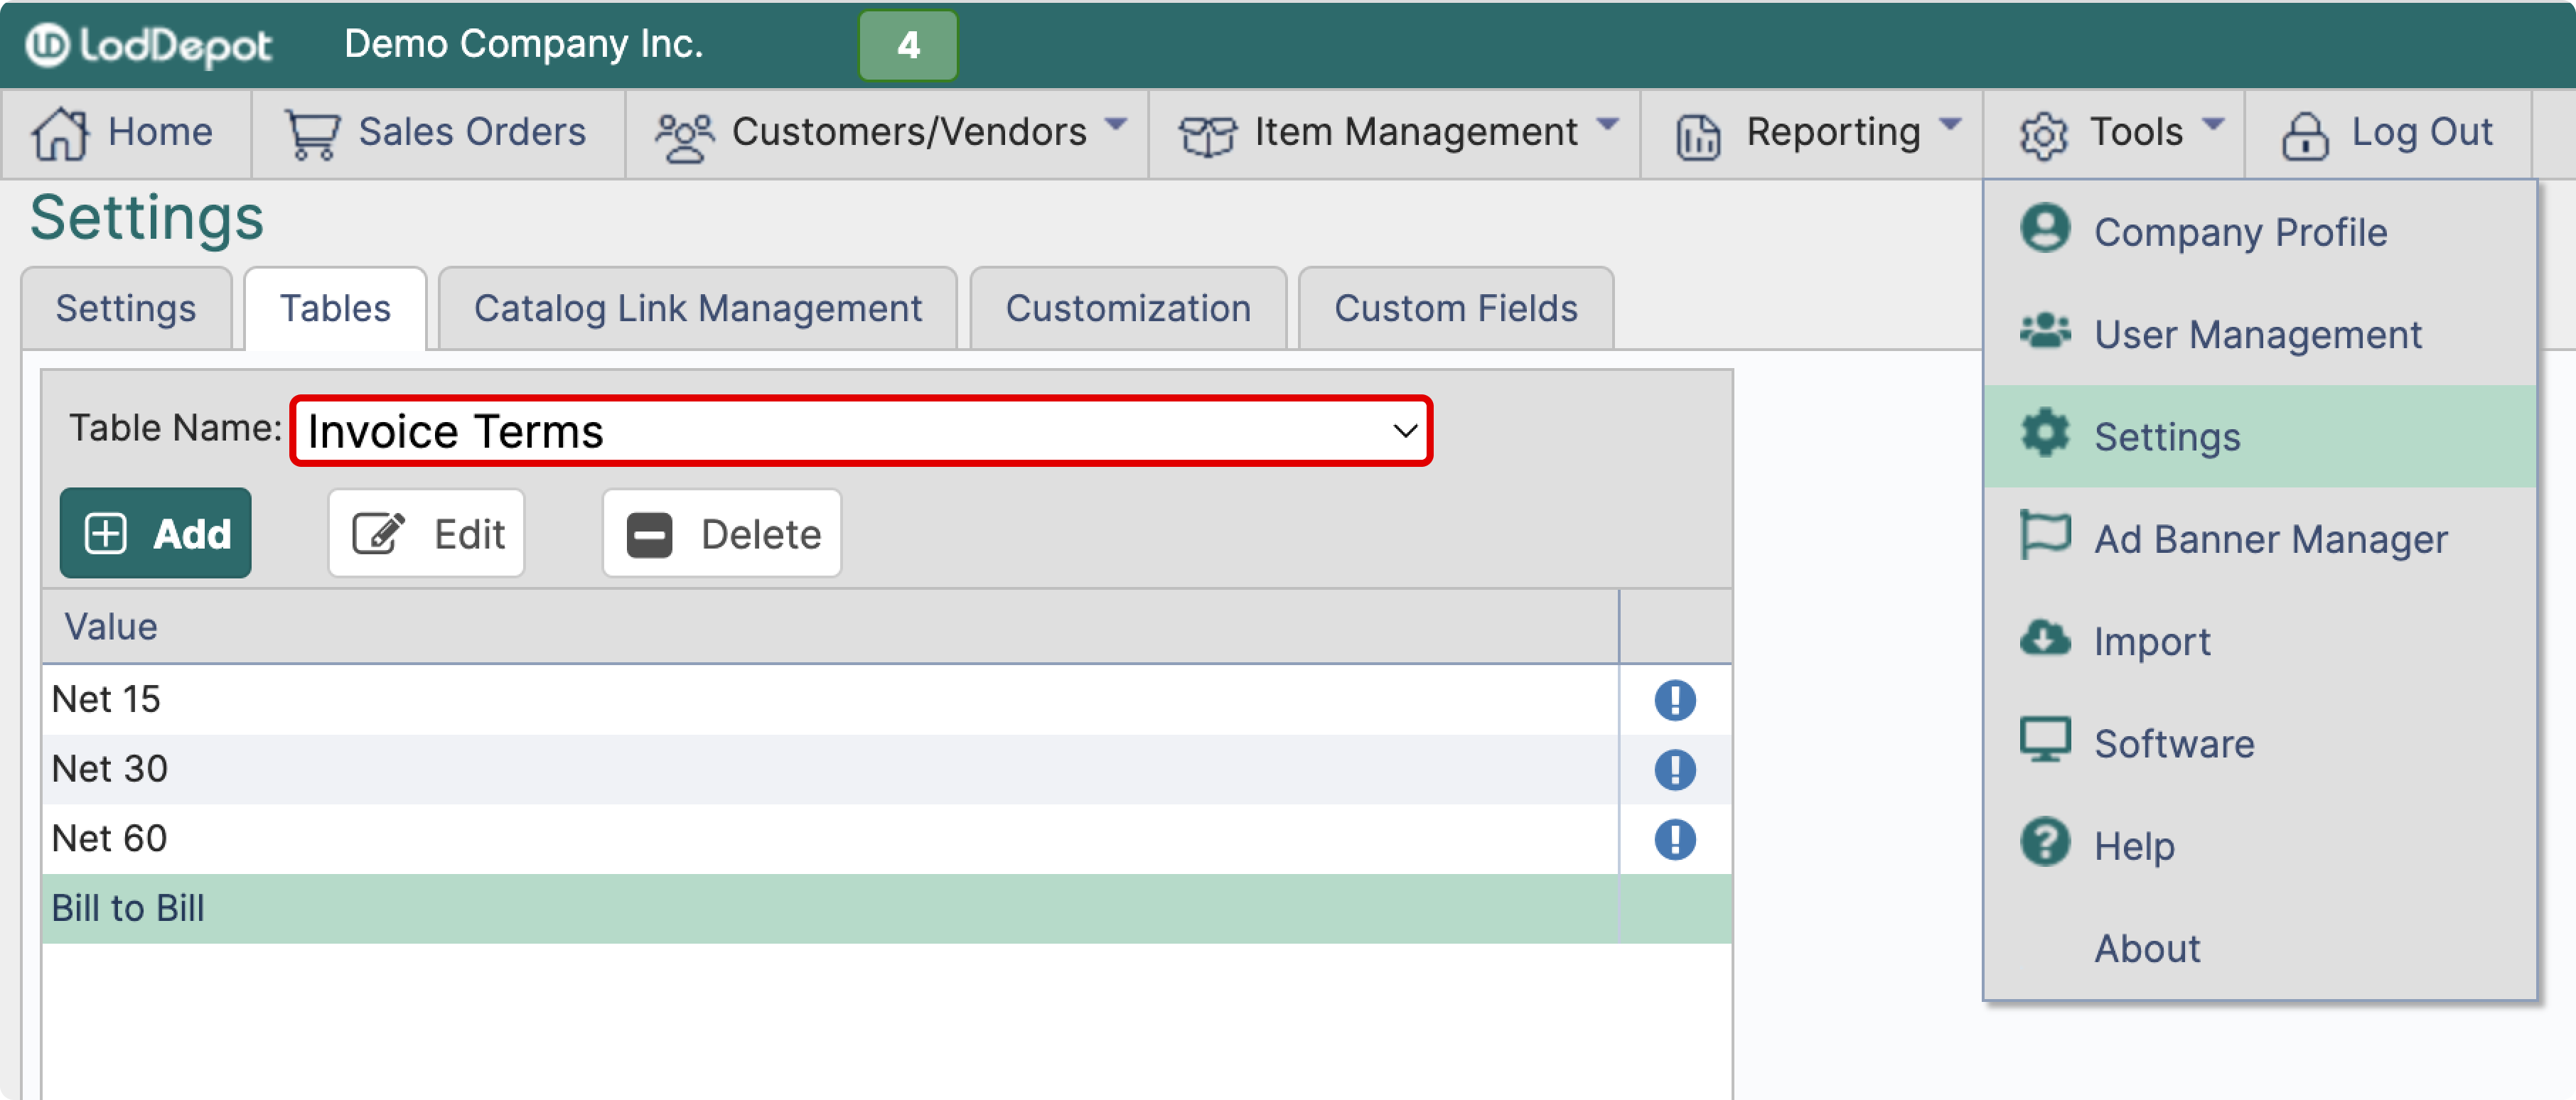 LodDepot Demo Company Inc. 4
Home Sales Orders Customers/Vendors Item Management Reporting Tools Log Out
Settings
Settings Tables Catalog Link Management Customization Custom Fields
Table Name: Invoice Terms
Add Edit Delete
Value
Net 15
Net 30
Net 60
Bill to Bill
Company Profile
User Management
Settings
Ad Banner Manager
Import
Software
Help
About